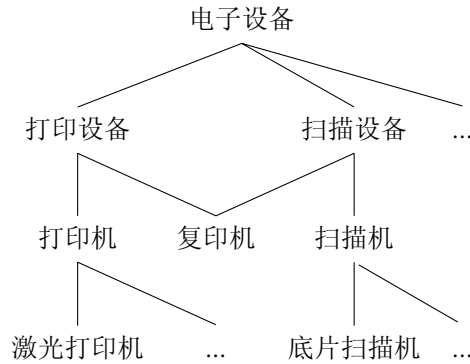 电子设备
打印设备 扫描设备 ...
打印机 复印机 扫描机
激光打印机 ... 底片扫描机 ...